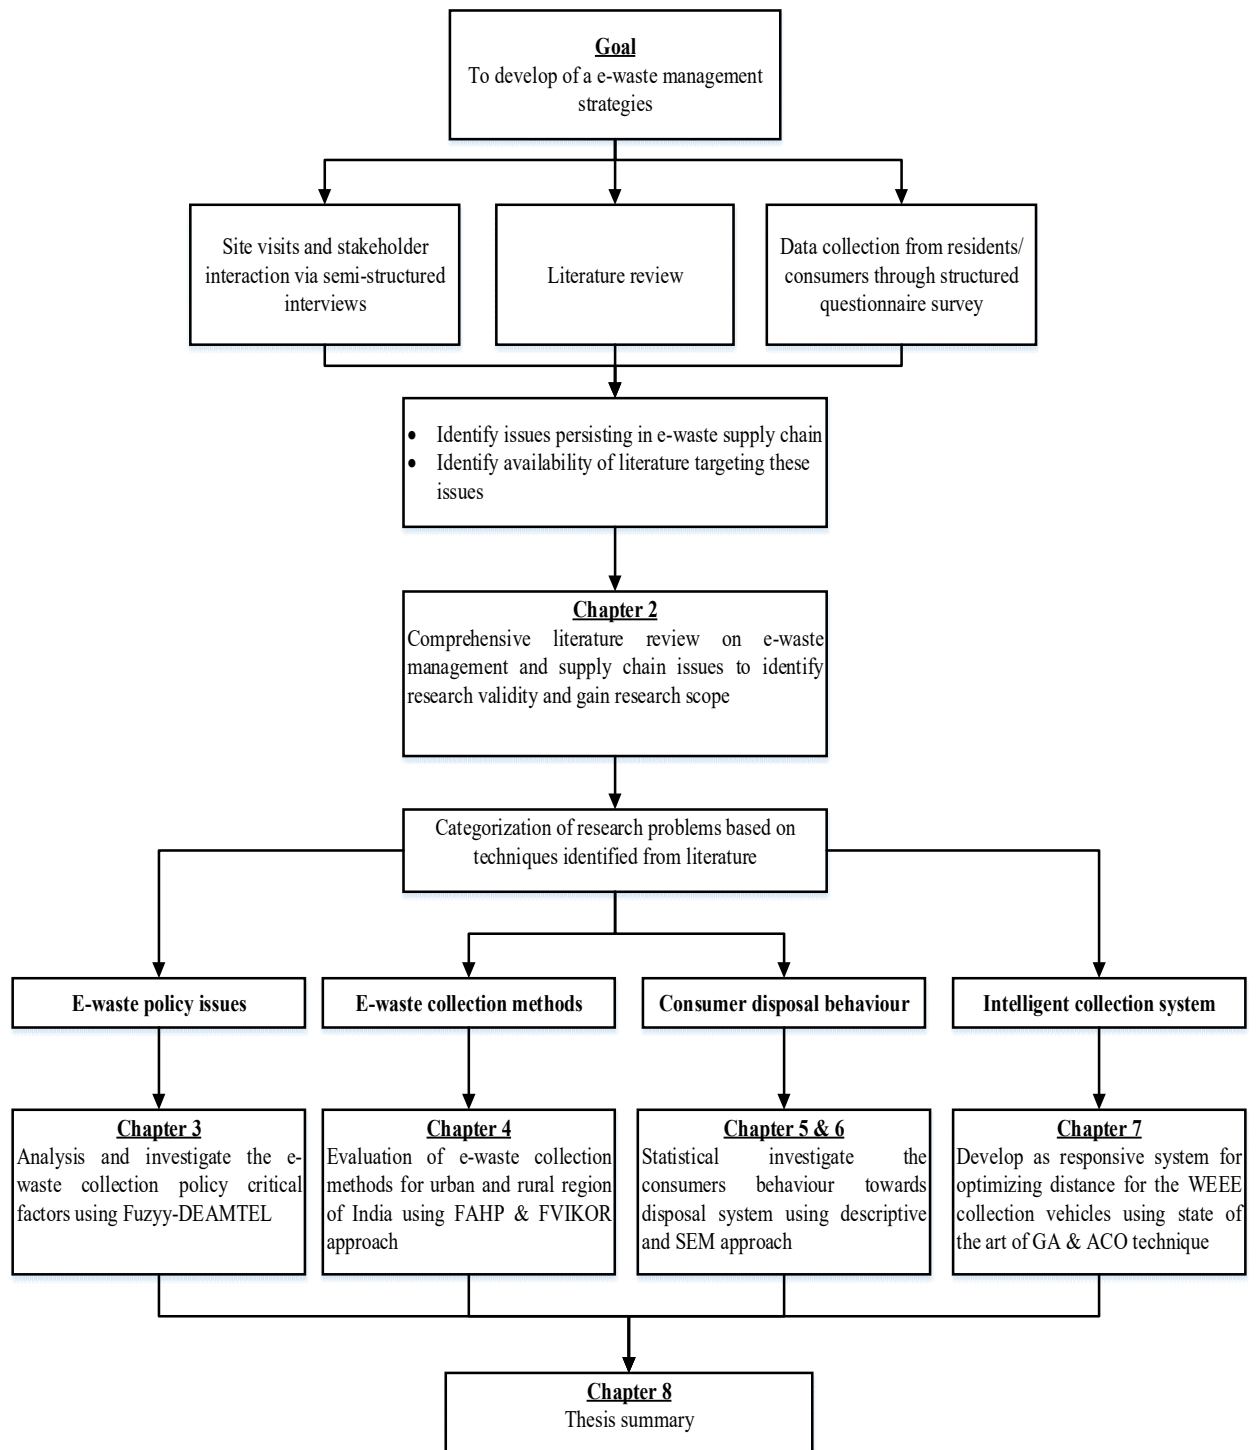 Goal
To develop of a e-waste management
strategies
Site visits and stakeholder
interaction via semi-structured
interviews
Literature review
Data collection from residents/
consumers through structured
questionnaire survey
• Identify issues persisting in e-waste supply chain
• Identify availability of literature targeting these
issues
Chapter 2
Comprehensive literature review on e-waste
management and supply chain issues to identify
research validity and gain research scope
Categorization of research problems based on
techniques identified from literature
E-waste policy issues
E-waste collection methods
Consumer disposal behaviour
Intelligent collection system
Chapter 3
Analysis and investigate the e-
waste collection policy critical
factors using Fuzyy-DEAMTEL
Chapter 4
Evaluation of e-waste collection
methods for urban and rural region
of India using FAHP & FVIKOR
approach
Chapter 5 & 6
Statistical investigate the
consumers behaviour towards
disposal system using descriptive
and SEM approach
Chapter 7
Develop as responsive system for
optimizing distance for the WEEE
collection vehicles using state of
the art of GA & ACO technique
Chapter 8
Thesis summary